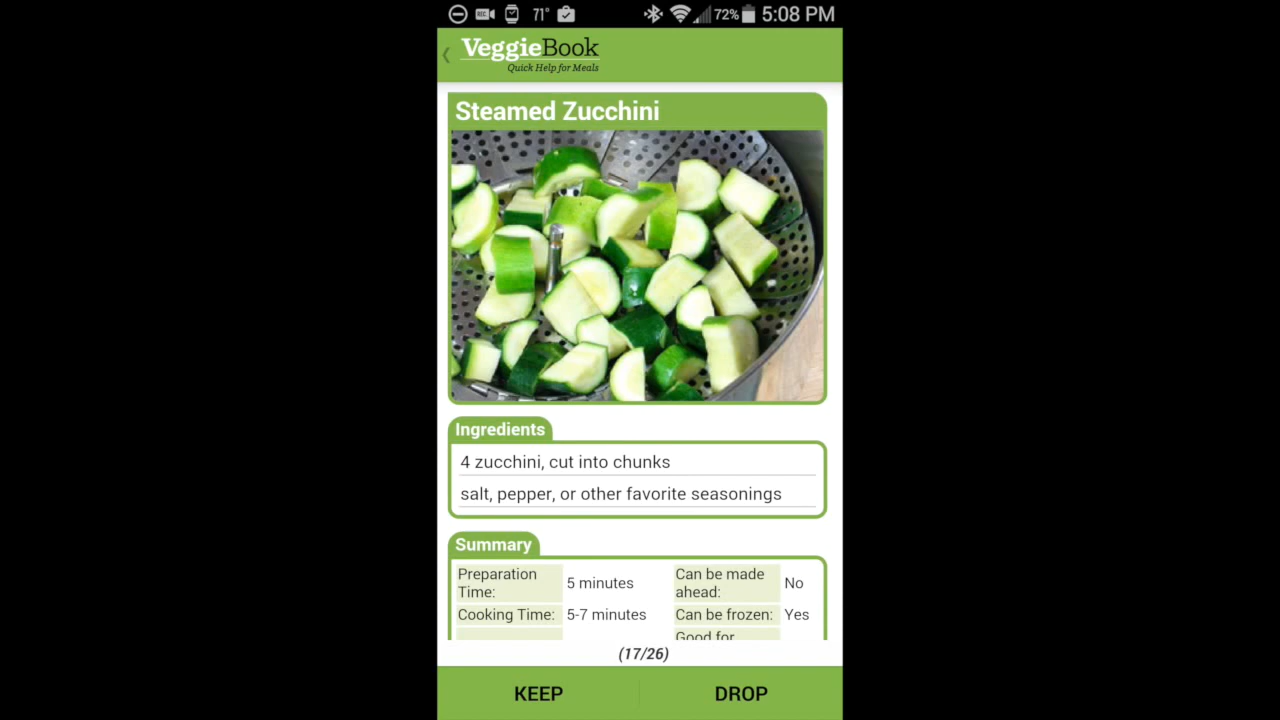 REC 71° 72% 5:08 PM
VeggieBook
Quick Help for Meals
Steamed Zucchini
Ingredients
4 zucchini, cut into chunks
salt, pepper, or other favorite seasonings
Summary
Preparation Time: 5 minutes Can be made ahead: No
Cooking Time: 5-7 minutes Can be frozen: Yes
Good for
(17/26)
KEEP DROP